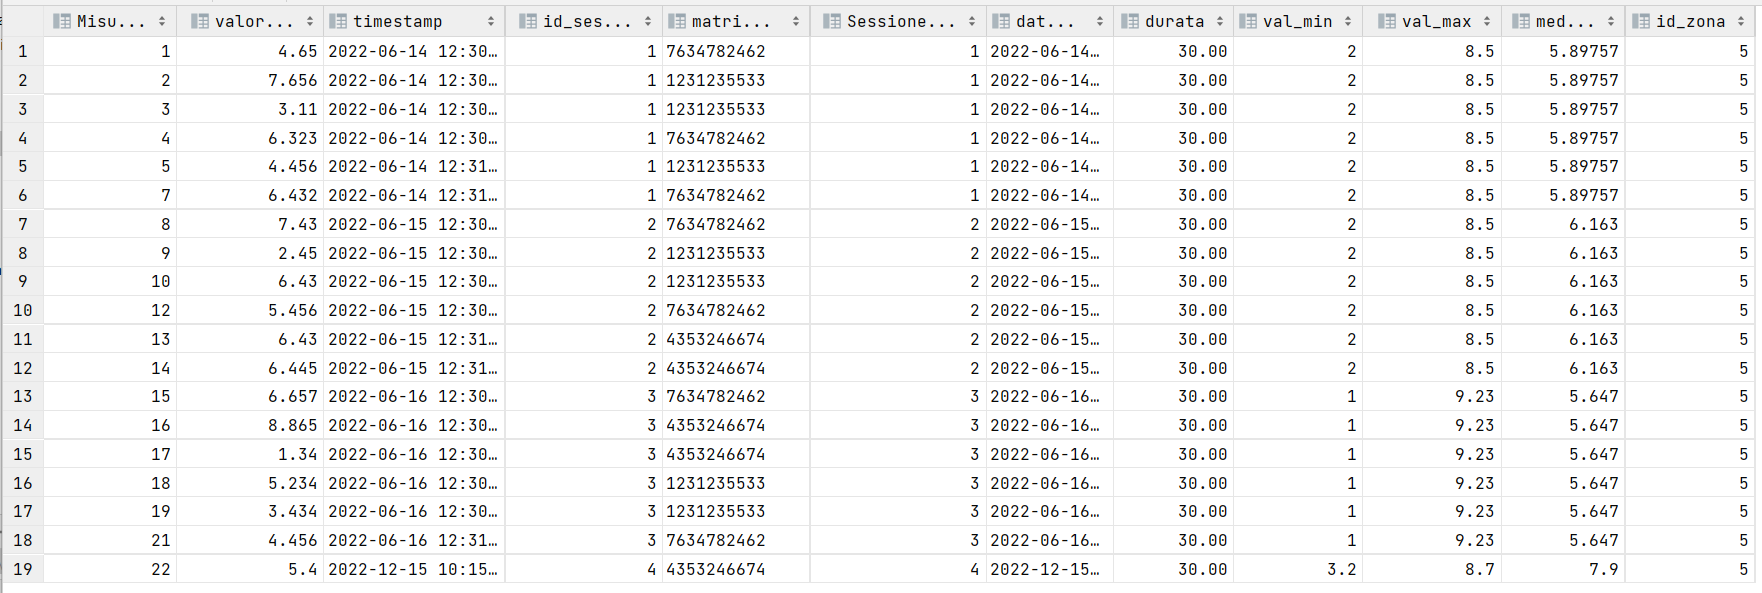 Misu... valor... timestamp id_ses... matri... Sessione... dat... durata val_min val_max med... id_zona
1 1 4.65 2022-06-14 12:30… 1 7634782462 1 2022-06-14… 30.00 2 8.5 5.89757 5
2 2 7.656 2022-06-14 12:30… 1 1231235533 1 2022-06-14… 30.00 2 8.5 5.89757 5
3 3 3.11 2022-06-14 12:30… 1 1231235533 1 2022-06-14… 30.00 2 8.5 5.89757 5
4 4 6.323 2022-06-14 12:30… 1 7634782462 1 2022-06-14… 30.00 2 8.5 5.89757 5
5 5 4.456 2022-06-14 12:31… 1 1231235533 1 2022-06-14… 30.00 2 8.5 5.89757 5
6 7 6.432 2022-06-14 12:31… 1 7634782462 1 2022-06-14… 30.00 2 8.5 5.89757 5
7 8 7.43 2022-06-15 12:30… 2 7634782462 2 2022-06-15… 30.00 2 8.5 6.163 5
8 9 2.45 2022-06-15 12:30… 2 1231235533 2 2022-06-15… 30.00 2 8.5 6.163 5
9 10 6.43 2022-06-15 12:30… 2 1231235533 2 2022-06-15… 30.00 2 8.5 6.163 5
10 12 5.456 2022-06-15 12:30… 2 7634782462 2 2022-06-15… 30.00 2 8.5 6.163 5
11 13 6.43 2022-06-15 12:31… 2 4353246674 2 2022-06-15… 30.00 2 8.5 6.163 5
12 14 6.445 2022-06-15 12:31… 2 4353246674 2 2022-06-15… 30.00 2 8.5 6.163 5
13 15 6.657 2022-06-16 12:30… 3 7634782462 3 2022-06-16… 30.00 1 9.23 5.647 5
14 16 8.865 2022-06-16 12:30… 3 4353246674 3 2022-06-16… 30.00 1 9.23 5.647 5
15 17 1.34 2022-06-16 12:30… 3 4353246674 3 2022-06-16… 30.00 1 9.23 5.647 5
16 18 5.234 2022-06-16 12:30… 3 1231235533 3 2022-06-16… 30.00 1 9.23 5.647 5
17 19 3.434 2022-06-16 12:30… 3 1231235533 3 2022-06-16… 30.00 1 9.23 5.647 5
18 21 4.456 2022-06-16 12:31… 3 7634782462 3 2022-06-16… 30.00 1 9.23 5.647 5
19 22 5.4 2022-12-15 10:15… 4 4353246674 4 2022-12-15… 30.00 3.2 8.7 7.9 5